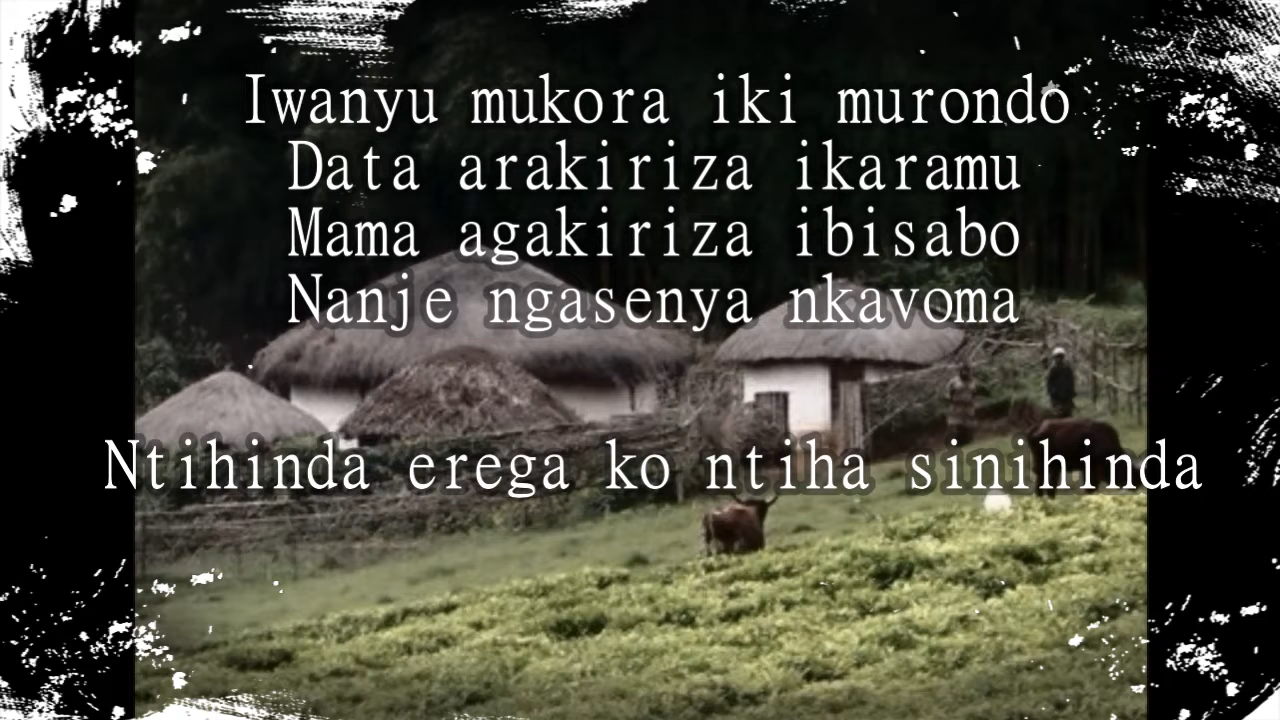 Iwanyu mukora iki murondo
Data arakiriza ikaramu
Mama agakiriza ibisabo
Nanje ngasenya nkavoma
Ntihinda erega ko ntiha sinihinda